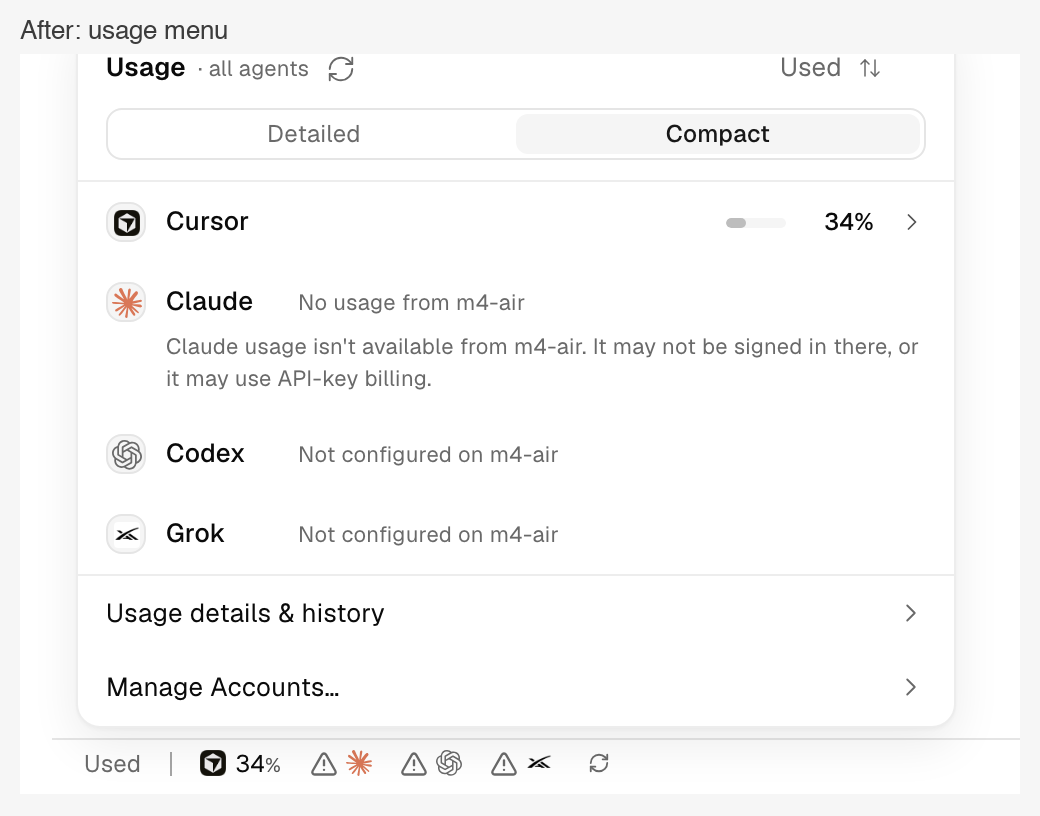 After: usage menu
Usage · all agents Used
Detailed Compact
Cursor 34%
Claude No usage from m4-air
Claude usage isn't available from m4-air. It may not be signed in there, or
it may use API-key billing.
Codex Not configured on m4-air
Grok Not configured on m4-air
Usage details & history
Manage Accounts…
Used | 34%